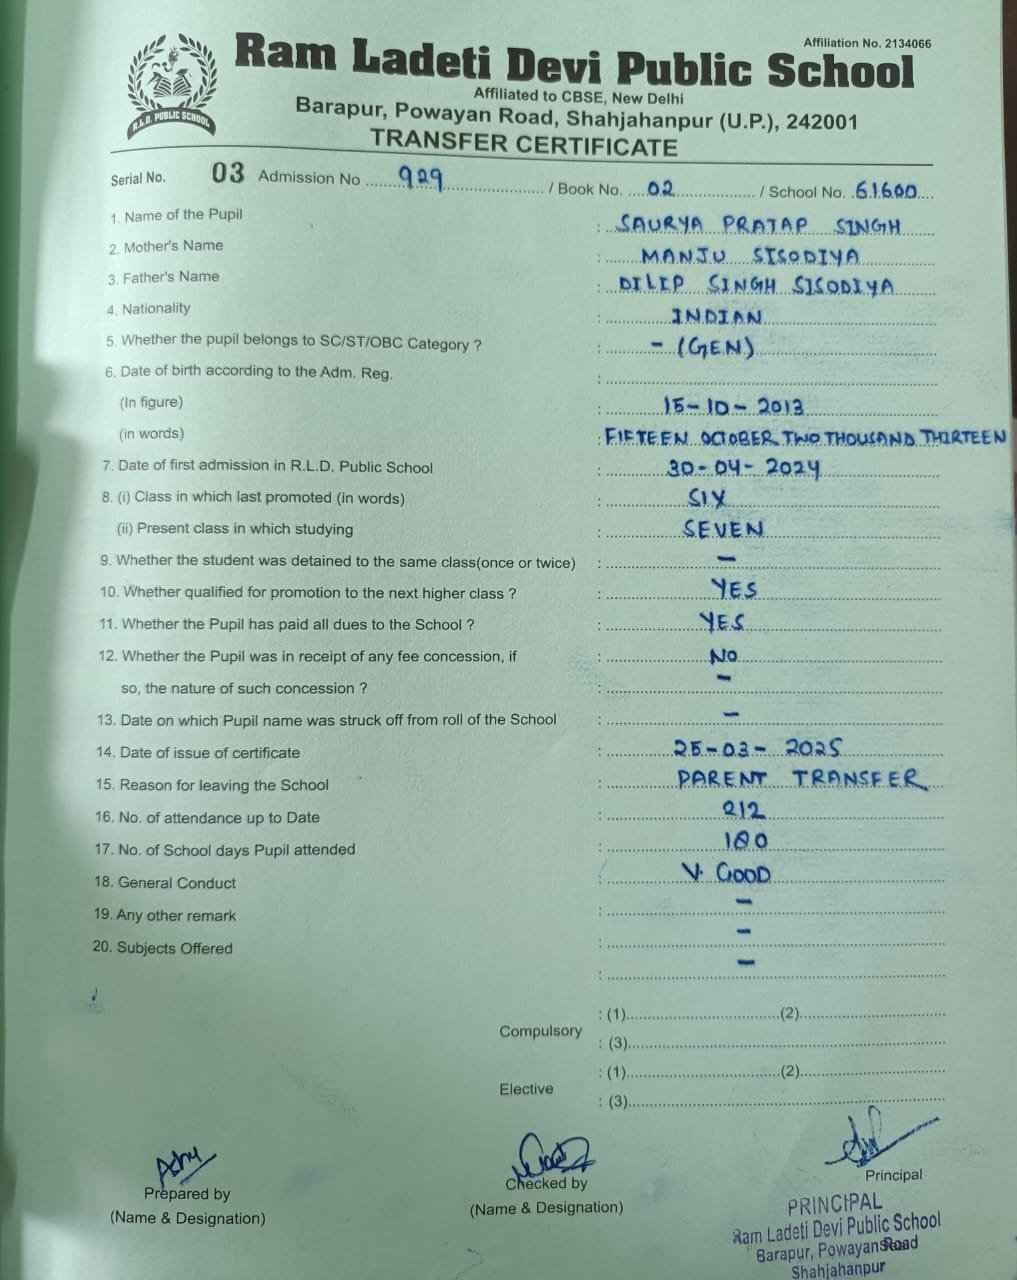 Affiliation No. 2134066
Ram Ladeti Devi Public School
R.L.D. PUBLIC SCHOOL
Affiliated to CBSE, New Delhi
Barapur, Powayan Road, Shahjahanpur (U.P.), 242001
TRANSFER CERTIFICATE
Serial No. 03 Admission No ..... 929 ..... / Book No. .... 02 ..... / School No. .61600....
1. Name of the Pupil : SAURYA PRATAP SINGH
2. Mother's Name : MANJU SISODIYA
3. Father's Name : DILIP SINGH SISODIYA
4. Nationality : INDIAN
5. Whether the pupil belongs to SC/ST/OBC Category ? : - (GEN)
6. Date of birth according to the Adm. Reg. :
(In figure) : 15-10-2013
(in words) : FIFTEEN OCTOBER TWO THOUSAND THIRTEEN
7. Date of first admission in R.L.D. Public School : 30-04-2024
8. (i) Class in which last promoted (in words) : SIX
(ii) Present class in which studying : SEVEN
9. Whether the student was detained to the same class(once or twice) : -
10. Whether qualified for promotion to the next higher class ? : YES
11. Whether the Pupil has paid all dues to the School ? : YES
12. Whether the Pupil was in receipt of any fee concession, if : NO
so, the nature of such concession ? : -
13. Date on which Pupil name was struck off from roll of the School : -
14. Date of issue of certificate : 25-03-2025
15. Reason for leaving the School : PARENT TRANSFER
16. No. of attendance up to Date : 212
17. No. of School days Pupil attended : 180
18. General Conduct : V. GOOD
19. Any other remark : -
20. Subjects Offered : -
: -
Compulsory : (1)..........(2)..........
: (3)..........
Elective : (1)..........(2)..........
: (3)..........
Prepared by
(Name & Designation)
Checked by
(Name & Designation)
Principal
PRINCIPAL
Ram Ladeti Devi Public School
Barapur, Powayan Road
Shahjahanpur